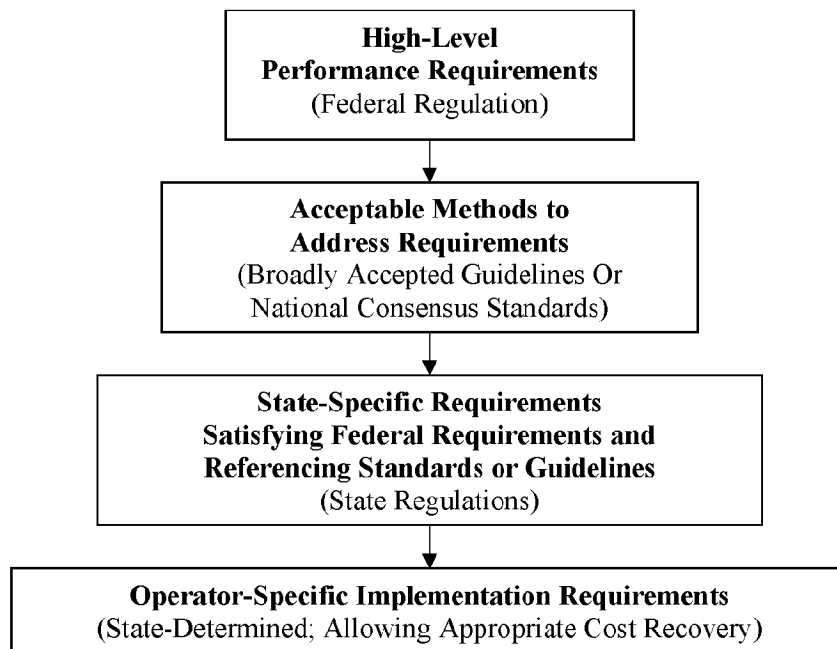 High-Level
Performance Requirements
(Federal Regulation)
Acceptable Methods to
Address Requirements
(Broadly Accepted Guidelines Or
National Consensus Standards)
State-Specific Requirements
Satisfying Federal Requirements and
Referencing Standards or Guidelines
(State Regulations)
Operator-Specific Implementation Requirements
(State-Determined; Allowing Appropriate Cost Recovery)